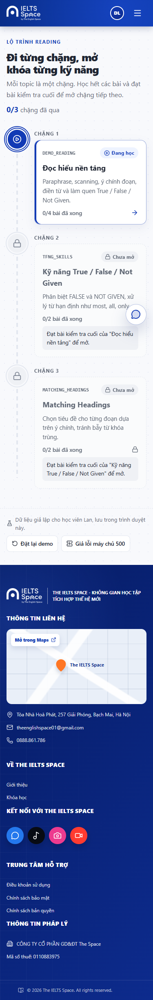 IELTS
Space
by The English Space
DL
LỘ TRÌNH READING
Đi từng chặng, mở
khóa từng kỹ năng
Mỗi topic là một chặng. Học hết các bài và đạt
bài kiểm tra cuối để mở chặng tiếp theo.
0/3 chặng đã qua
CHẶNG 1
DEMO_READING
Đang học
Đọc hiểu nền tảng
Paraphrase, scanning, ý chính đoạn,
điền từ và làm quen True / False /
Not Given.
0/4 bài đã xong
CHẶNG 2
TFNG_SKILLS
Chưa mở
Kỹ năng True / False / Not
Given
Phân biệt FALSE và NOT GIVEN, xử
lý từ hạn định như most, all, only.
0/2 bài đã xong
Đạt bài kiểm tra cuối của "Đọc hiểu
nền tảng" để mở.
CHẶNG 3
MATCHING_HEADINGS
Chưa mở
Matching Headings
Chọn tiêu đề cho từng đoạn dựa
trên ý chính, tránh bẫy từ khóa
trùng.
0/2 bài đã xong
Đạt bài kiểm tra cuối của "Kỹ năng
True / False / Not Given" để mở.
Dữ liệu giả lập cho học viên Lan, lưu trong trình duyệt
này.
Đặt lại demo
Giả lỗi máy chủ 500
IELTS
Space
by The English Space
THE IELTS SPACE - KHÔNG GIAN HỌC TẬP
TÍCH HỢP THẾ HỆ MỚI
THÔNG TIN LIÊN HỆ
Mở trong Maps
The IELTS Space
Tòa Nhà Hoà Phát, 257 Giải Phóng, Bạch Mai, Hà Nội
theenglishspace01@gmail.com
0888.861.786
VỀ THE IELTS SPACE
Giới thiệu
Khóa học
KẾT NỐI VỚI THE IELTS SPACE
TRUNG TÂM HỖ TRỢ
Điều khoản sử dụng
Chính sách bảo mật
Chính sách bản quyền
THÔNG TIN PHÁP LÝ
CÔNG TY CỔ PHẦN GD&ĐT The Space
Mã số thuế: 0110883975
© 2026 The IELTS Space. All rights reserved.